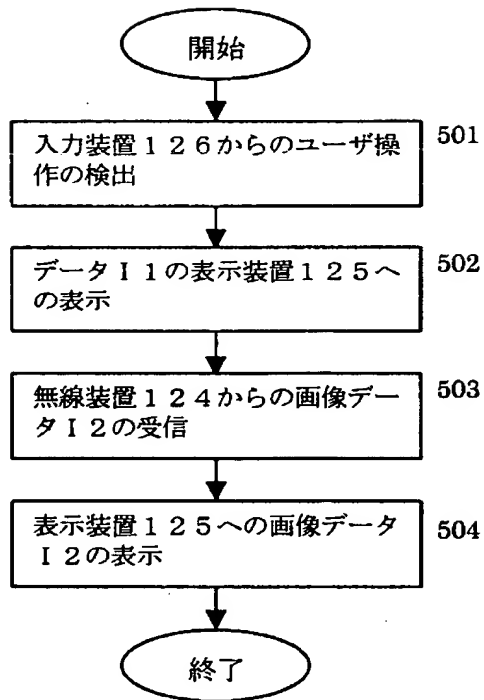 開始
入力装置126からのユーザ操
作の検出
501
データI1の表示装置125へ
の表示
502
無線装置124からの画像デー
タI2の受信
503
表示装置125への画像データ
I2の表示
504
終了